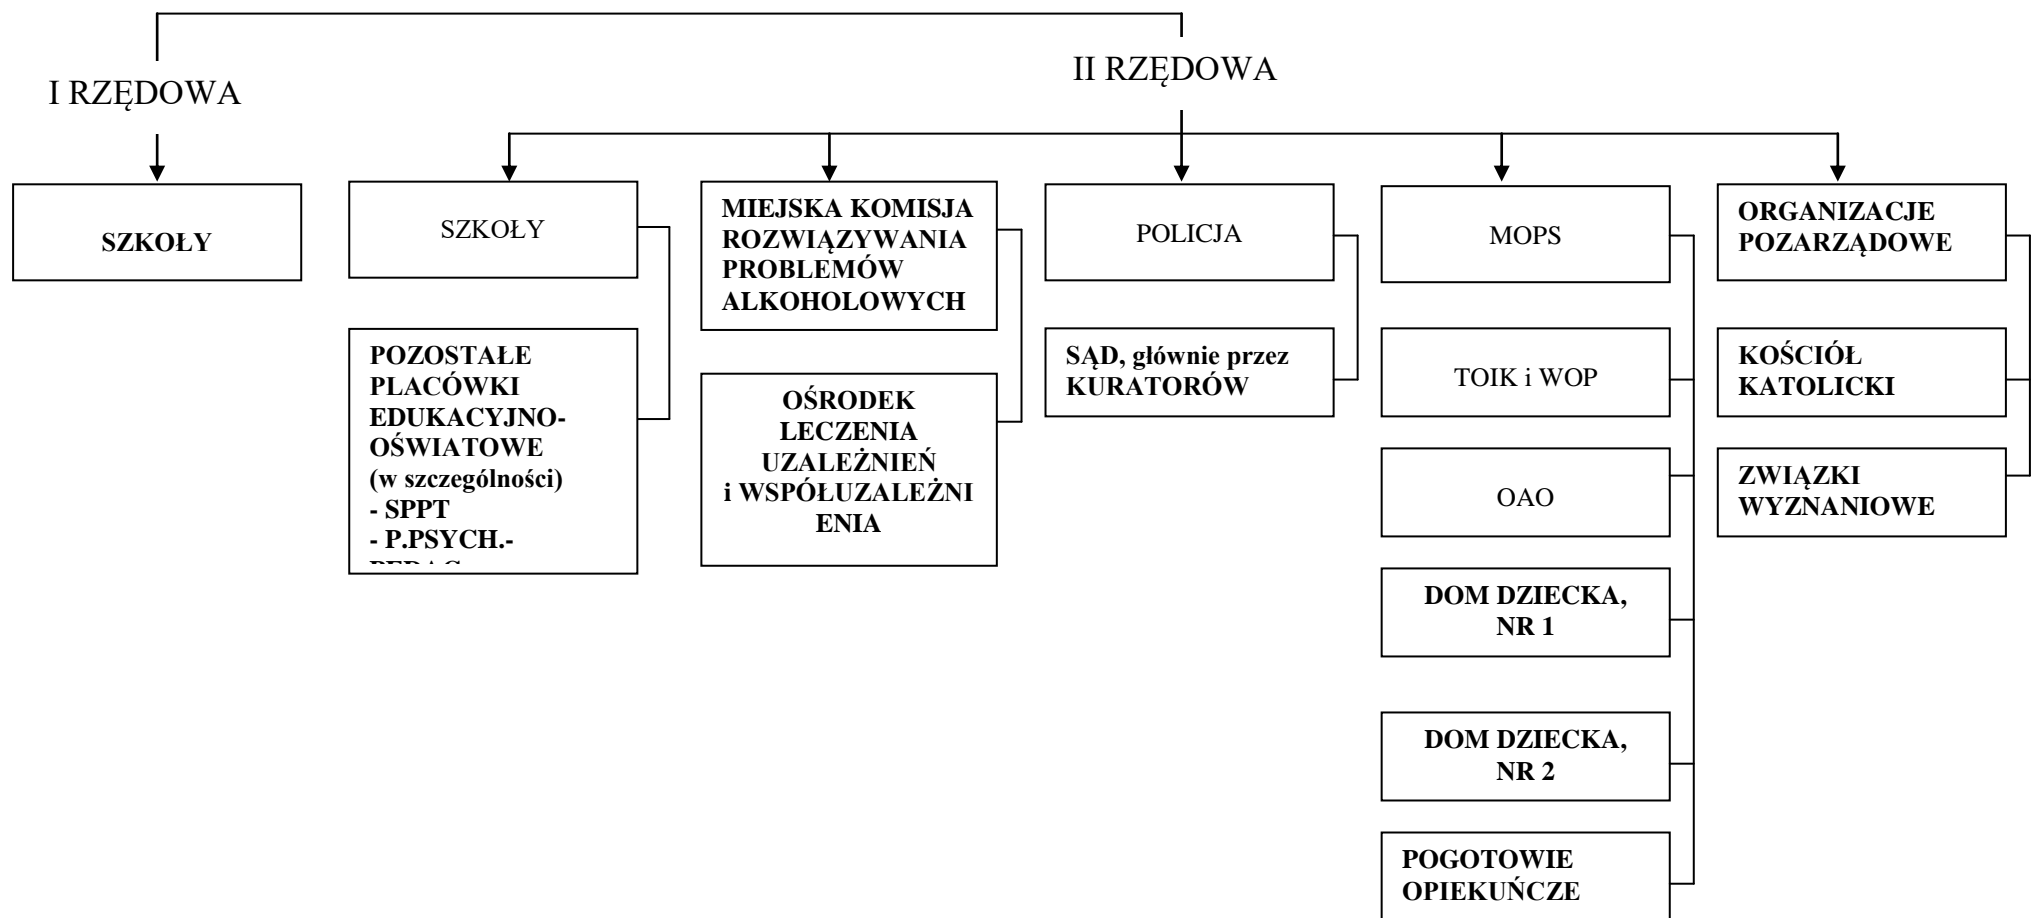 I RZĘDOWA
II RZĘDOWA
SZKOŁY
SZKOŁY
POZOSTAŁE
PLACÓWKI
EDUKACYJNO-
OŚWIATOWE
(w szczególności)
- SPPT
- P.PSYCH.-
MIEJSKA KOMISJA
ROZWIĄZYWANIA
PROBLEMÓW
ALKOHOLOWYCH
OŚRODEK
LECZENIA
UZALEŻNIEŃ
i WSPÓŁUZALEŻNI
ENIA
POLICJA
SĄD, głównie przez
KURATORÓW
MOPS
TOIK i WOP
OAO
DOM DZIECKA,
NR 1
DOM DZIECKA,
NR 2
POGOTOWIE
OPIEKUŃCZE
ORGANIZACJE
POZARZĄDOWE
KOŚCIÓŁ
KATOLICKI
ZWIĄZKI
WYZNANIOWE